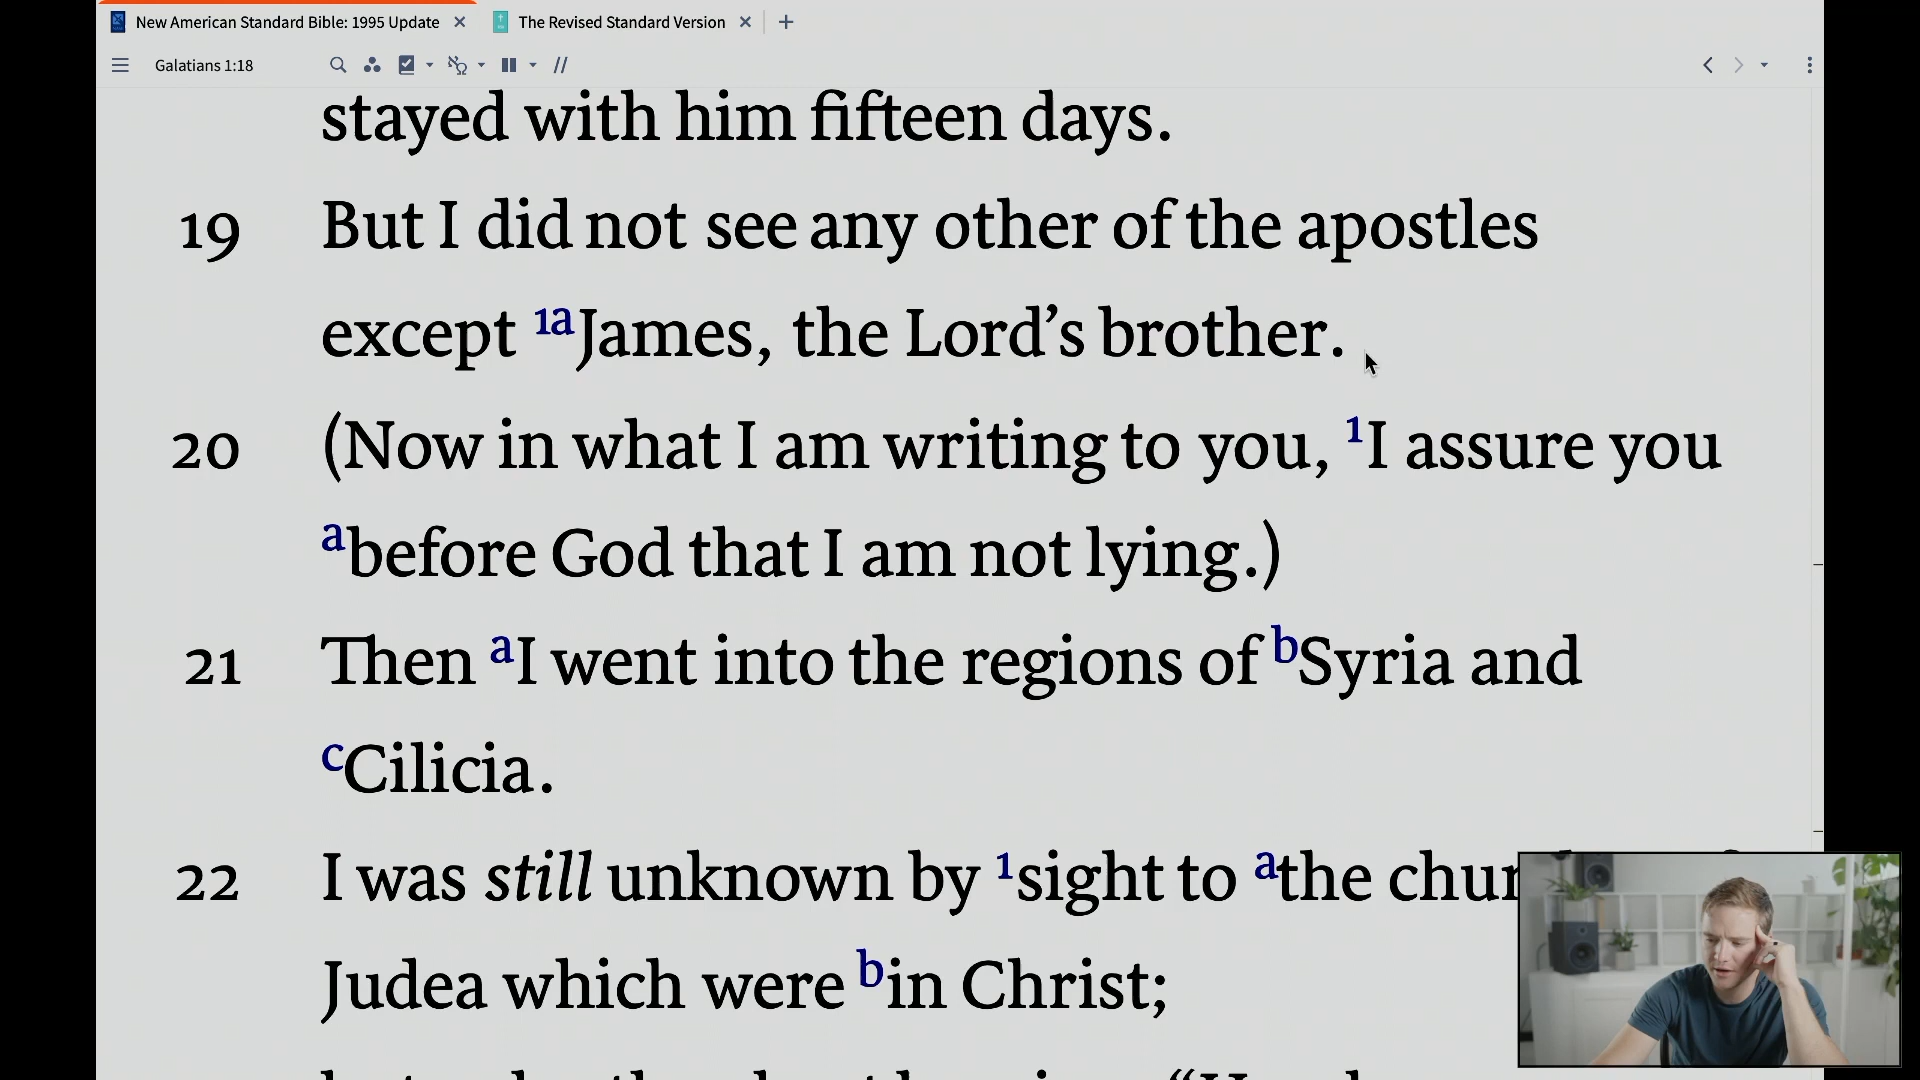 New American Standard Bible: 1995 Update
The Revised Standard Version
Galatians 1:18
stayed with him fifteen days.
19 But I did not see any other of the apostles
except 1aJames, the Lord’s brother.
20 (Now in what I am writing to you, 1I assure you
abefore God that I am not lying.)
21 Then aI went into the regions of bSyria and
cCilicia.
22 I was still unknown by 1sight to athe chur
Judea which were bin Christ;